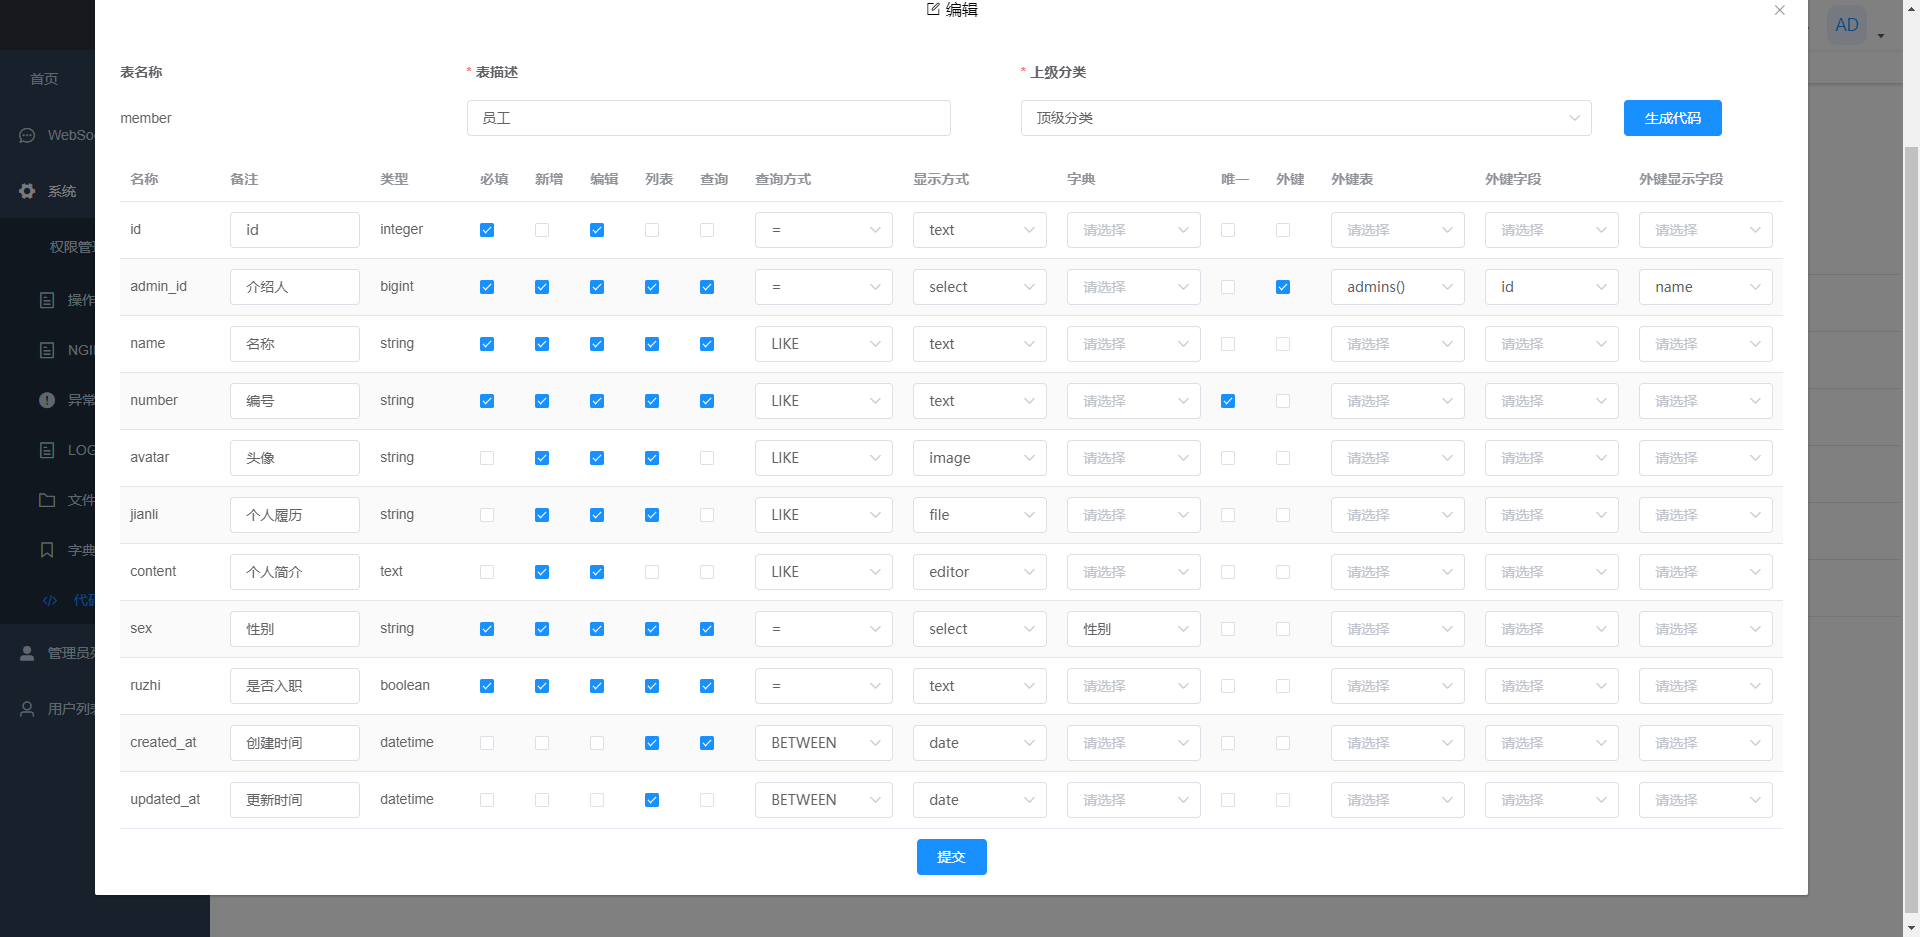 编辑
AD
首页
WebSoc
系统
权限管理
操作
NGI
异常
LOG
文件
字典
代码
管理员列
用户列表
表名称 * 表描述 * 上级分类
member 员工 顶级分类 生成代码
名称 备注 类型 必填 新增 编辑 列表 查询 查询方式 显示方式 字典 唯一 外键 外键表 外键字段 外键显示字段
id id integer = text 请选择 请选择 请选择 请选择
admin_id 介绍人 bigint = select 请选择 admins() id name
name 名称 string LIKE text 请选择 请选择 请选择 请选择
number 编号 string LIKE text 请选择 请选择 请选择 请选择
avatar 头像 string LIKE image 请选择 请选择 请选择 请选择
jianli 个人履历 string LIKE file 请选择 请选择 请选择 请选择
content 个人简介 text LIKE editor 请选择 请选择 请选择 请选择
sex 性别 string = select 性别 请选择 请选择 请选择
ruzhi 是否入职 boolean = text 请选择 请选择 请选择 请选择
created_at 创建时间 datetime BETWEEN date 请选择 请选择 请选择 请选择
updated_at 更新时间 datetime BETWEEN date 请选择 请选择 请选择 请选择
提交